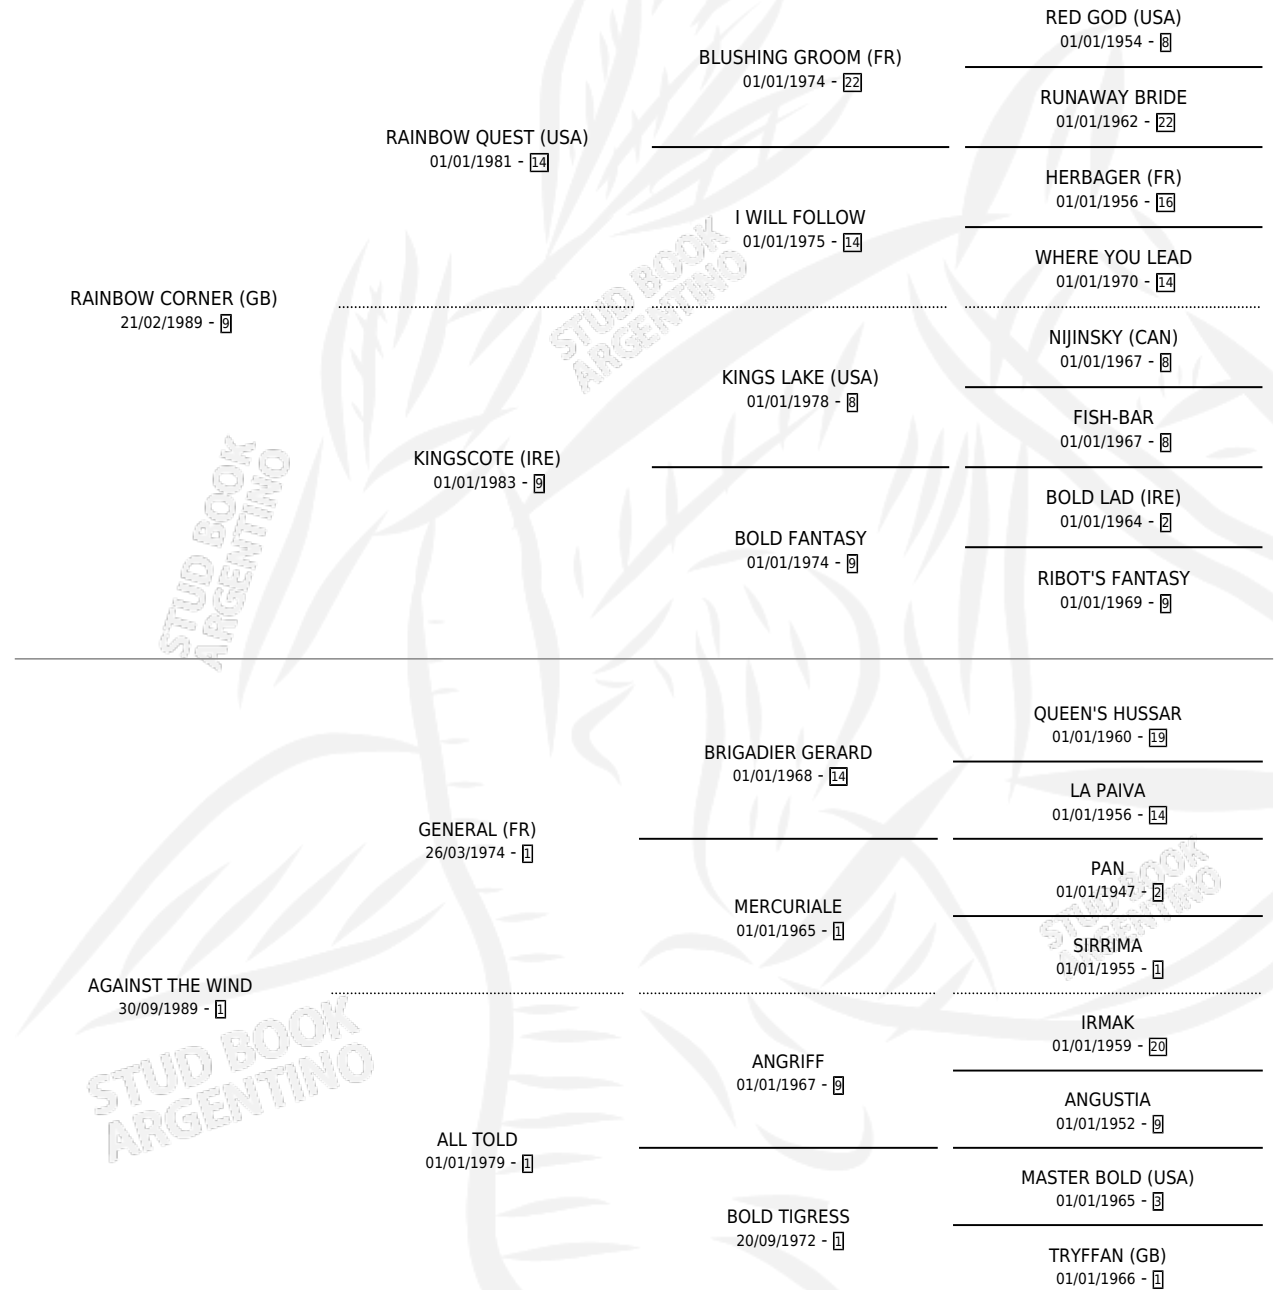 RED GOD (USA)
01/01/1954 - 8
BLUSHING GROOM (FR)
01/01/1974 - 22
RUNAWAY BRIDE
01/01/1962 - 22
RAINBOW QUEST (USA)
01/01/1981 - 14
HERBAGER (FR)
01/01/1956 - 16
I WILL FOLLOW
01/01/1975 - 14
WHERE YOU LEAD
01/01/1970 - 14
RAINBOW CORNER (GB)
21/02/1989 - 9
STUD BOOK
ARGENTINO
NIJINSKY (CAN)
01/01/1967 - 8
KINGS LAKE (USA)
01/01/1978 - 8
FISH-BAR
01/01/1967 - 8
KINGSCOTE (IRE)
01/01/1983 - 9
BOLD LAD (IRE)
01/01/1964 - 2
BOLD FANTASY
01/01/1974 - 9
RIBOT'S FANTASY
01/01/1969 - 9
STUD BOOK
ARGENTINO
QUEEN'S HUSSAR
01/01/1960 - 19
BRIGADIER GERARD
01/01/1968 - 14
LA PAIVA
01/01/1956 - 14
GENERAL (FR)
26/03/1974 - 1
PAN
01/01/1947 - 2
MERCURIALE
01/01/1965 - 1
SIRRIMA
01/01/1955 - 1
STUD BOOK
ARGENTINO
AGAINST THE WIND
30/09/1989 - 1
IRMAK
01/01/1959 - 20
ANGRIFF
01/01/1967 - 9
ANGUSTIA
01/01/1952 - 9
STUD BOOK
ARGENTINO
ALL TOLD
01/01/1979 - 1
MASTER BOLD (USA)
01/01/1965 - 3
BOLD TIGRESS
20/09/1972 - 1
TRYFFAN (GB)
01/01/1966 - 1